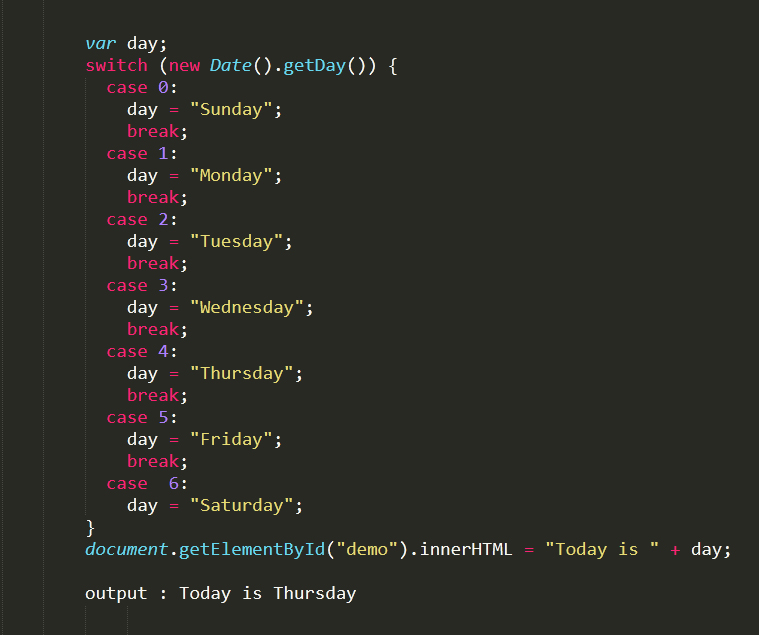 var day;
switch (new Date().getDay()) {
  case 0:
    day = "Sunday";
    break;
  case 1:
    day = "Monday";
    break;
  case 2:
    day = "Tuesday";
    break;
  case 3:
    day = "Wednesday";
    break;
  case 4:
    day = "Thursday";
    break;
  case 5:
    day = "Friday";
    break;
  case  6:
    day = "Saturday";
}
document.getElementById("demo").innerHTML = "Today is " + day;
output : Today is Thursday